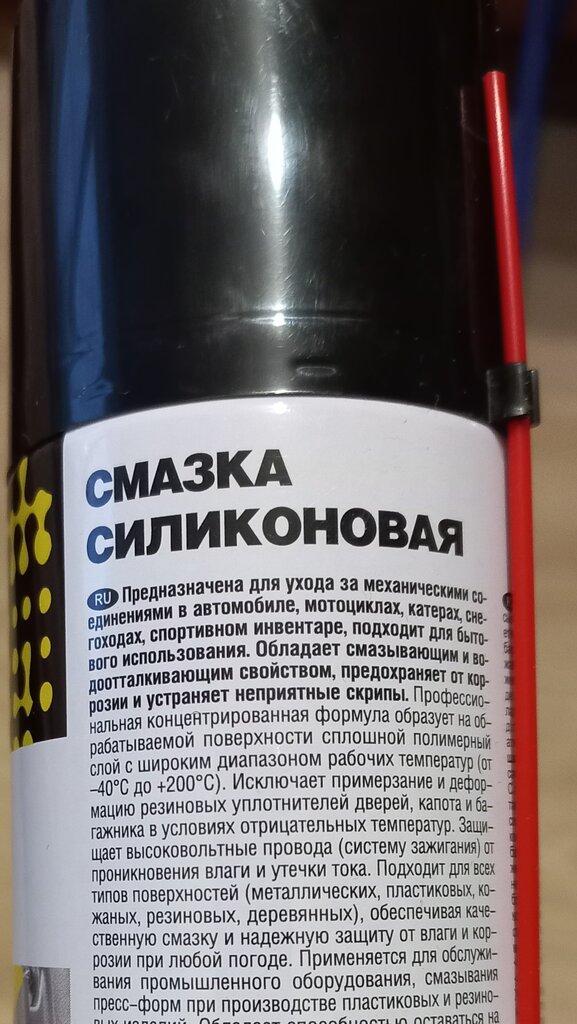 СМАЗКА
СИЛИКОНОВАЯ
RU Предназначена для ухода за механическими со-
единениями в автомобиле, мотоциклах, катерах, сне-
гоходах, спортивном инвентаре, подходит для быто-
вого использования. Обладает смазывающим и во-
доотталкивающим свойством, предохраняет от кор-
розии и устраняет неприятные скрипы. Профессио-
нальная концентрированная формула образует на об-
рабатываемой поверхности сплошной полимерный
слой с широким диапазоном рабочих температур (от
–40°C до +200°C). Исключает примерзание и дефор-
мацию резиновых уплотнителей дверей, капота и ба-
гажника в условиях отрицательных температур. Защи-
щает высоковольтные провода (систему зажигания) от
проникновения влаги и утечки тока. Подходит для всех
типов поверхностей (металлических, пластиковых, ко-
жаных, резиновых, деревянных), обеспечивая каче-
ственную смазку и надежную защиту от влаги и кор-
розии при любой погоде. Применяется для обслужи-
вания промышленного оборудования, смазывания
пресс–форм при производстве пластиковых и резино-
вых изделий. Обладает способностью оставаться на